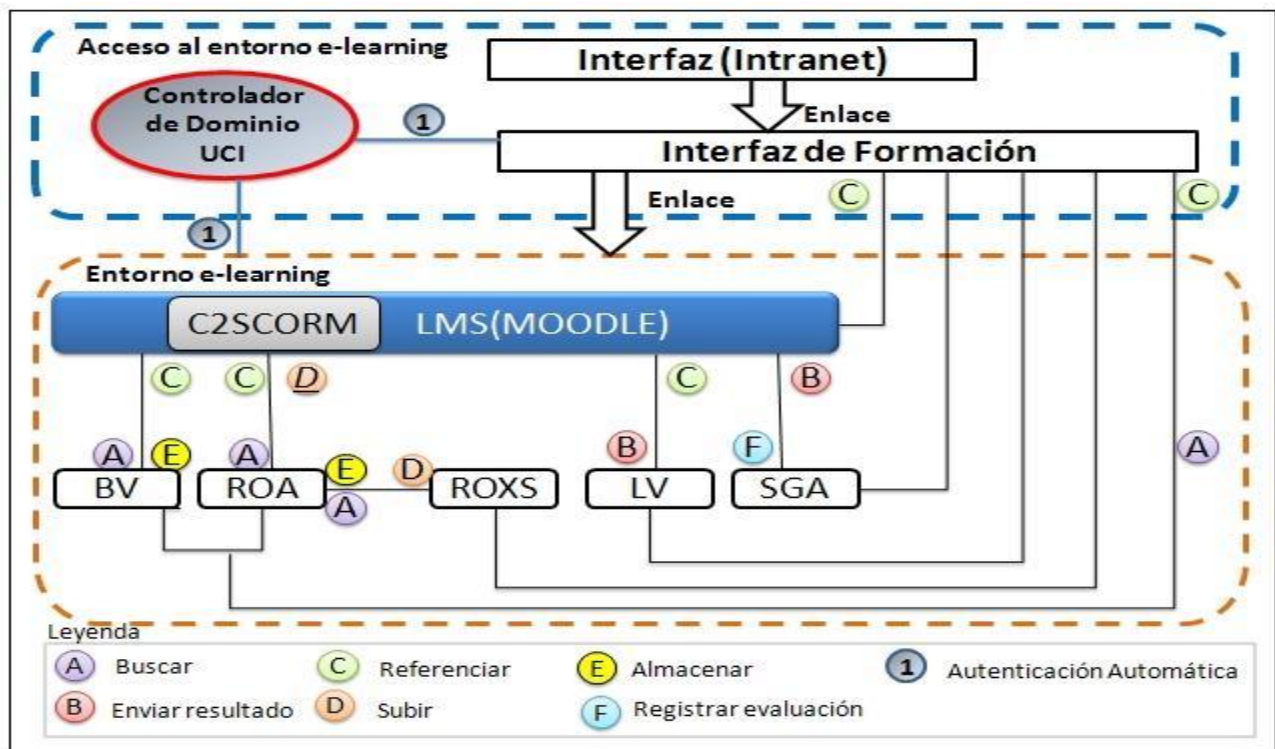 Acceso al entorno e-learning
Interfaz (Intranet)
Controlador
de Dominio
UCI
1
Enlace
Interfaz de Formación
Enlace
C
C
1
Entorno e-learning
C2SCORM
LMS(MOODLE)
C
C
D
C
B
A
E
A
E
D
B
F
A
BV
ROA
A
ROXS
LV
SGA
Leyenda
A Buscar
C Referenciar
E Almacenar
1 Autenticación Automática
B Enviar resultado
D Subir
F Registrar evaluación